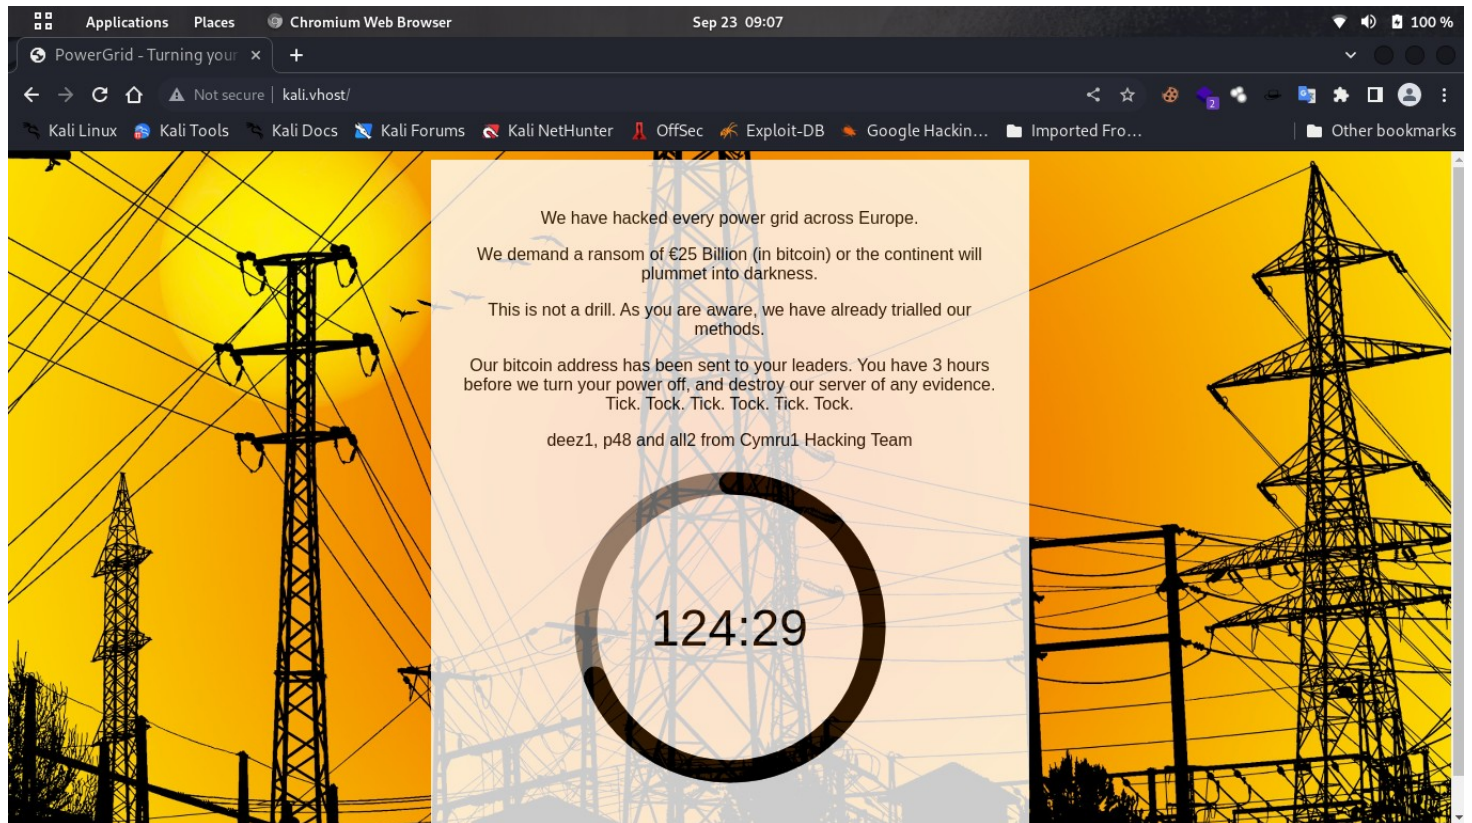 Applications Places Chromium Web Browser Sep 23 09:07 100 %
PowerGrid - Turning your
Not secure kali.vhost/
2
Kali Linux Kali Tools Kali Docs Kali Forums Kali NetHunter OffSec Exploit-DB Google Hackin... Imported Fro... Other bookmarks
We have hacked every power grid across Europe.
We demand a ransom of €25 Billion (in bitcoin) or the continent will
plummet into darkness.
This is not a drill. As you are aware, we have already trialled our
methods.
Our bitcoin address has been sent to your leaders. You have 3 hours
before we turn your power off, and destroy our server of any evidence.
Tick. Tock. Tick. Tock. Tick. Tock.
deez1, p48 and all2 from Cymru1 Hacking Team
124:29